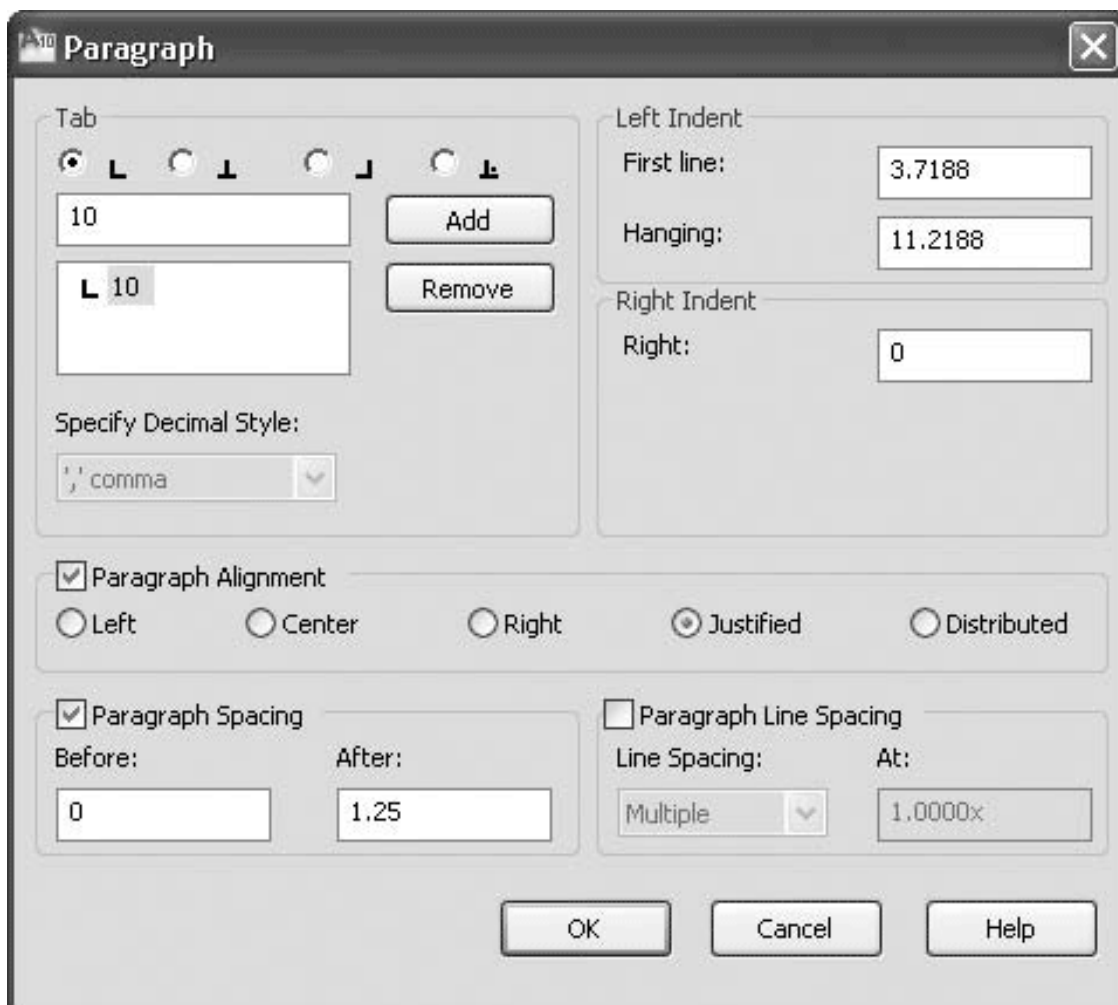 Paragraph
Tab
10
Add
10
Remove
Specify Decimal Style:
',' comma
Left Indent
First line:
3.7188
Hanging:
11.2188
Right Indent
Right:
0
Paragraph Alignment
Left Center Right Justified Distributed
Paragraph Spacing
Before: After:
0 1.25
Paragraph Line Spacing
Line Spacing: At:
Multiple 1.0000x
OK Cancel Help